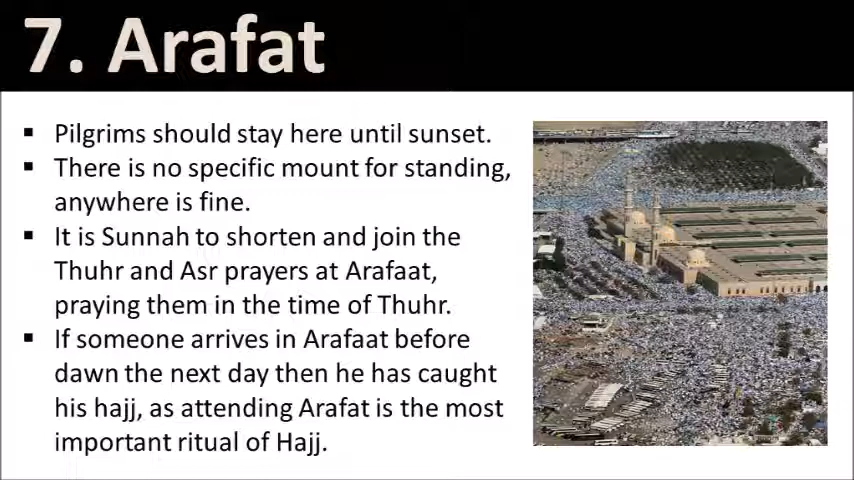 7. Arafat
▪ Pilgrims should stay here until sunset.
▪ There is no specific mount for standing,
anywhere is fine.
▪ It is Sunnah to shorten and join the
Thuhr and Asr prayers at Arafaat,
praying them in the time of Thuhr.
▪ If someone arrives in Arafaat before
dawn the next day then he has caught
his hajj, as attending Arafat is the most
important ritual of Hajj.